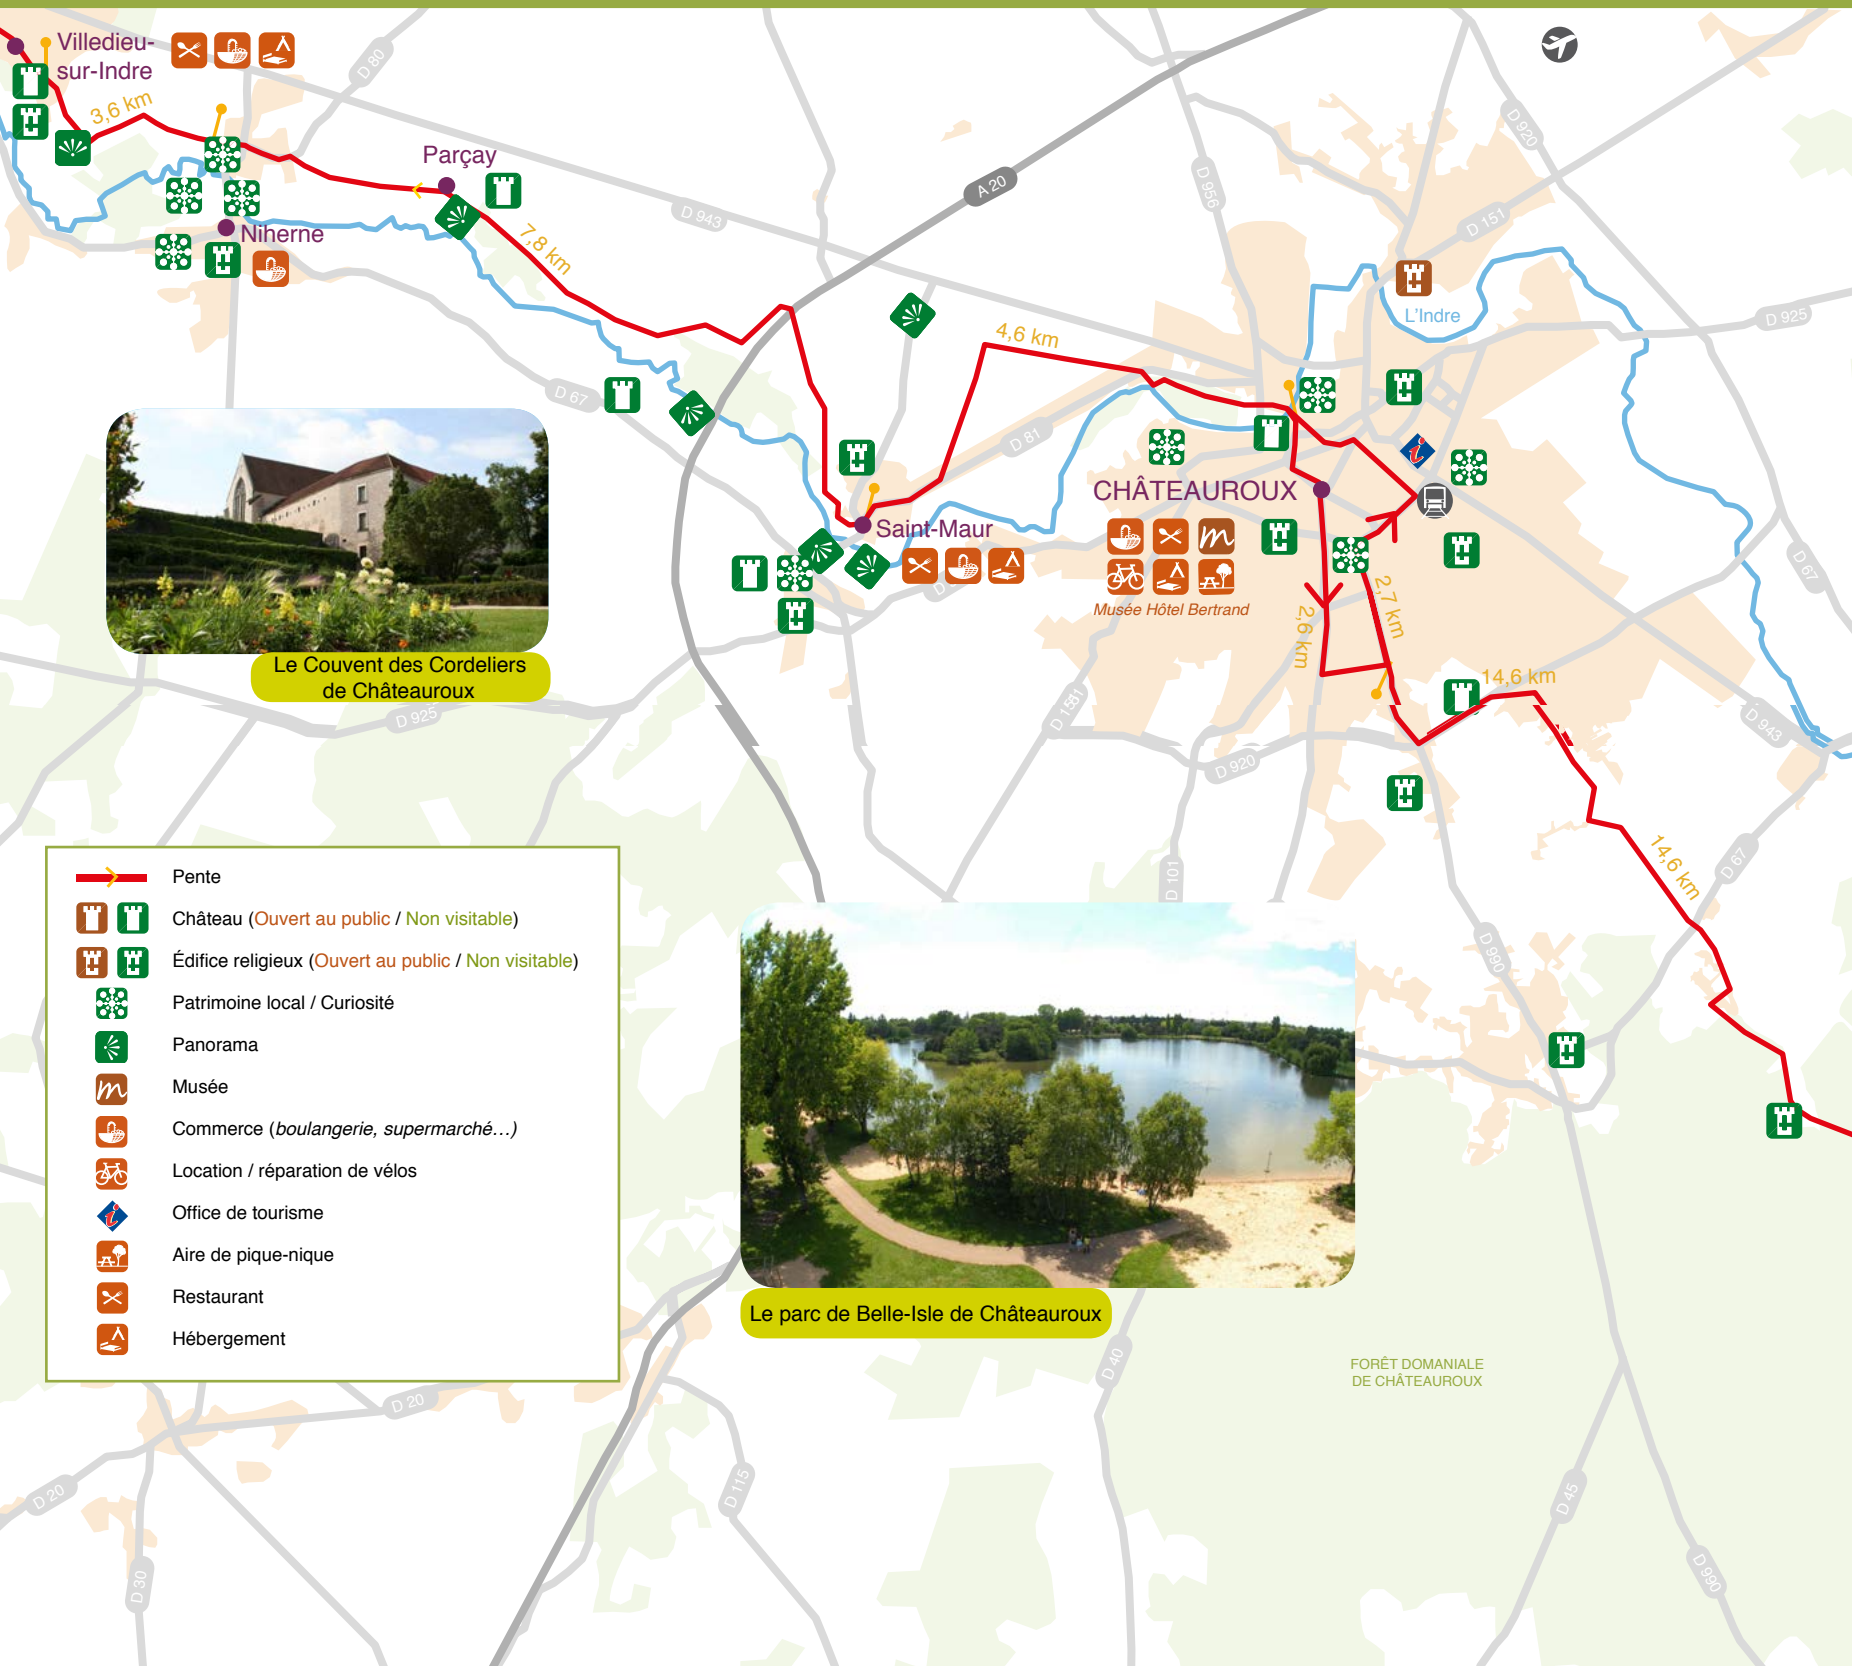 Villedieu-
sur-Indre
3,6 km
D 80
Parçay
Niherne
7,8 km
D 943
A 20
D 956
D 920
D 151
L'Indre
D 925
4,6 km
D 67
D 81
CHÂTEAUROUX
Saint-Maur
Musée Hôtel Bertrand
2,6 km
2,7 km
14,6 km
D 67
Le Couvent des Cordeliers
de Châteauroux
D 925
D 151
D 920
D 943
14,6 km
D 67
D 101
D 990
Pente
Château (Ouvert au public / Non visitable)
Édifice religieux (Ouvert au public / Non visitable)
Patrimoine local / Curiosité
Panorama
m
Musée
Commerce (boulangerie, supermarché…)
Location / réparation de vélos
i
Office de tourisme
Aire de pique-nique
Restaurant
Hébergement
Le parc de Belle-Isle de Châteauroux
D 40
FORÊT DOMANIALE
DE CHÂTEAUROUX
D 20
D 20
D 115
D 45
D 30
D 990